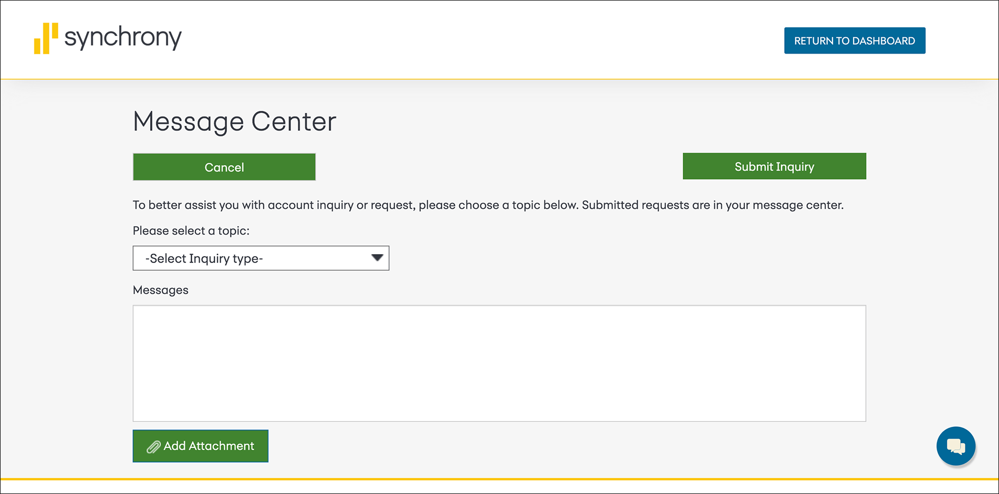 synchrony
RETURN TO DASHBOARD
Message Center
Cancel
Submit Inquiry
To better assist you with account inquiry or request, please choose a topic below. Submitted requests are in your message center.
Please select a topic:
-Select Inquiry type-
Messages
Add Attachment